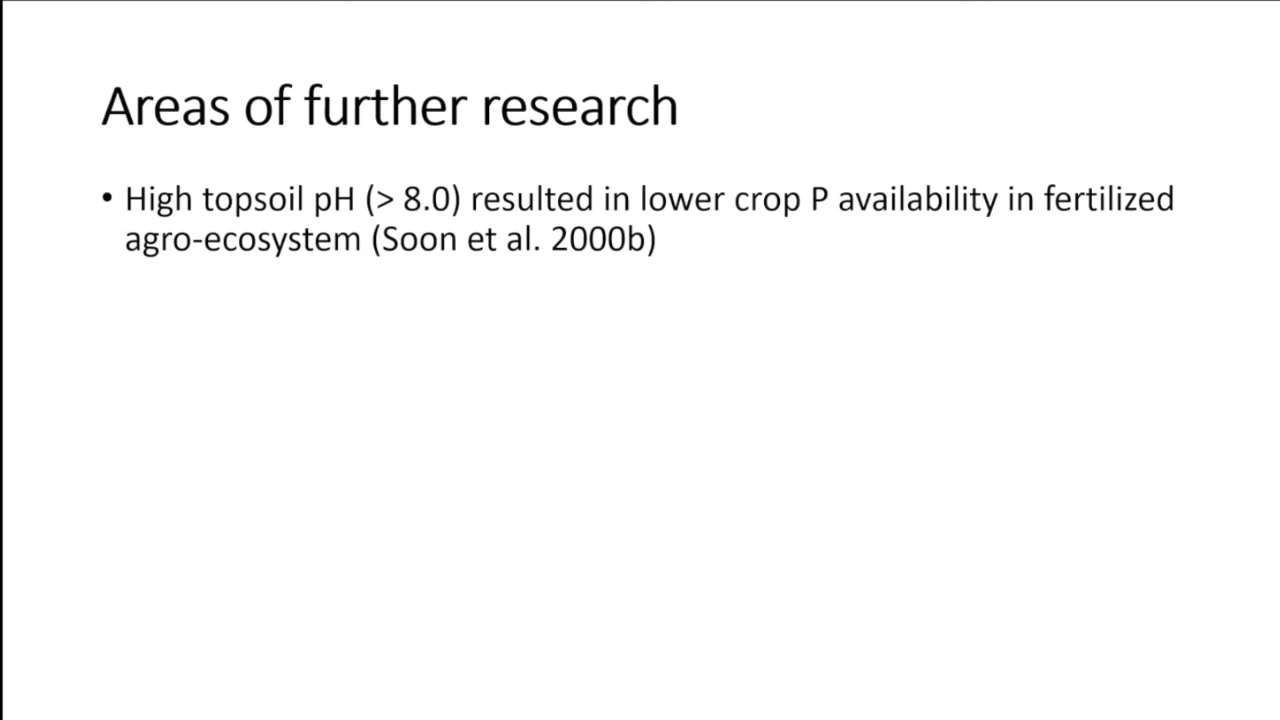 Areas of further research
• High topsoil pH (> 8.0) resulted in lower crop P availability in fertilized
agro-ecosystem (Soon et al. 2000b)